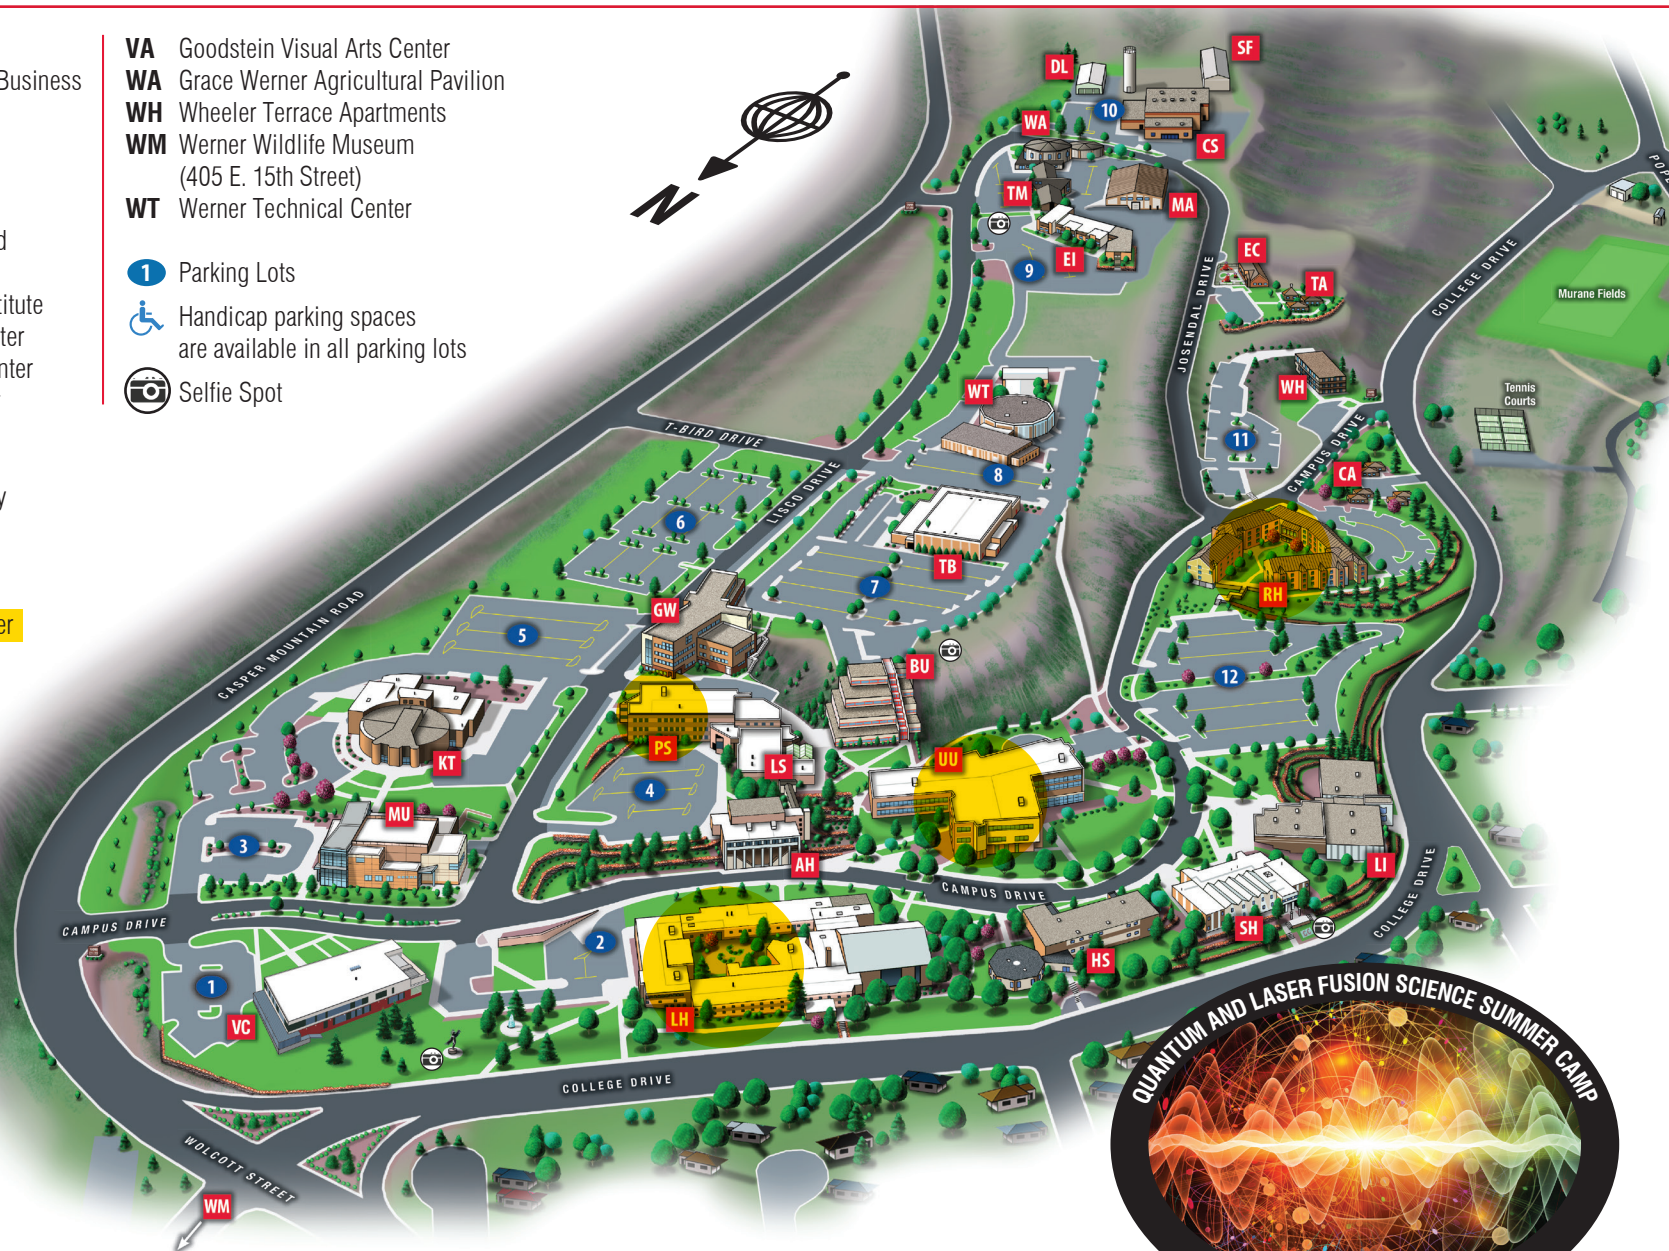 Business
d
titute
ter
nter
y
er
VA Goodstein Visual Arts Center
WA Grace Werner Agricultural Pavilion
WH Wheeler Terrace Apartments
WM Werner Wildlife Museum
(405 E. 15th Street)
WT Werner Technical Center
1 Parking Lots
Handicap parking spaces
are available in all parking lots
Selfie Spot
N
SF
DL
10
WA
CS
TM
MA
EI
9
EC
TA
JOSENDAL DRIVE
COLLEGE DRIVE
POPL
Murane Fields
WT
WH
Tennis
Courts
T-BIRD DRIVE
LISCO DRIVE
11
CAMPUS DRIVE
8
CA
6
TB
7
RH
CASPER MOUNTAIN ROAD
GW
5
BU
12
PS
KT
LS
UU
4
MU
3
AH
LI
CAMPUS DRIVE
COLLEGE DRIVE
CAMPUS DRIVE
2
SH
HS
1
VC
LH
COLLEGE DRIVE
WOLCOTT STREET
WM
QUANTUM AND LASER FUSION SCIENCE SUMMER CAMP